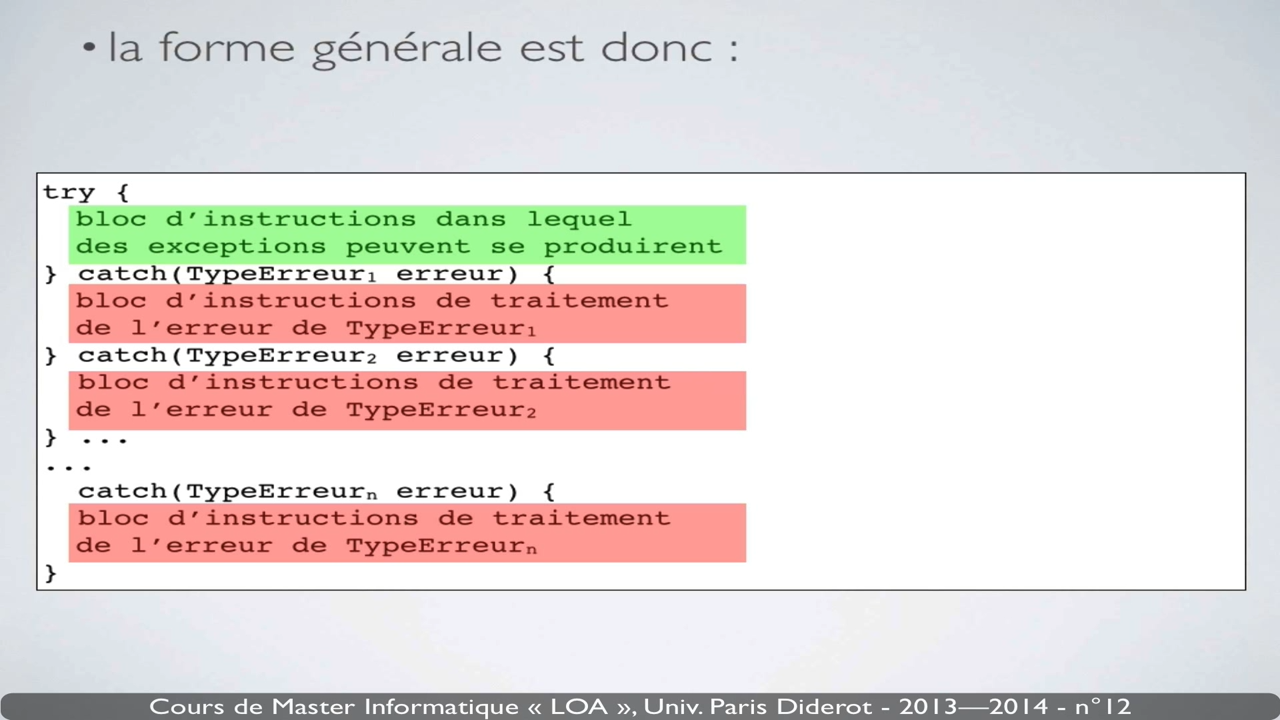 • la forme générale est donc :
try {
bloc d’instructions dans lequel
des exceptions peuvent se produirent
} catch(TypeErreur₁ erreur) {
bloc d’instructions de traitement
de l’erreur de TypeErreur₁
} catch(TypeErreur₂ erreur) {
bloc d’instructions de traitement
de l’erreur de TypeErreur₂
} ...
...
catch(TypeErreurₙ erreur) {
bloc d’instructions de traitement
de l’erreur de TypeErreurₙ
}
Cours de Master Informatique « LOA », Univ. Paris Diderot - 2013—2014 - n°12